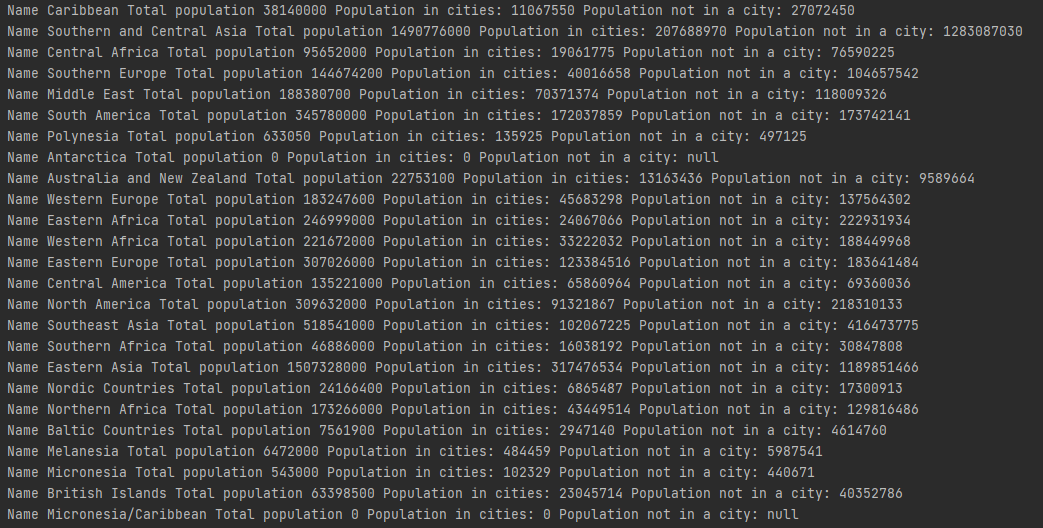 Name Caribbean Total population 38140000 Population in cities: 11067550 Population not in a city: 27072450
Name Southern and Central Asia Total population 1490776000 Population in cities: 207688970 Population not in a city: 1283087030
Name Central Africa Total population 95652000 Population in cities: 19061775 Population not in a city: 76590225
Name Southern Europe Total population 144674200 Population in cities: 40016658 Population not in a city: 104657542
Name Middle East Total population 188380700 Population in cities: 70371374 Population not in a city: 118009326
Name South America Total population 345780000 Population in cities: 172037859 Population not in a city: 173742141
Name Polynesia Total population 633050 Population in cities: 135925 Population not in a city: 497125
Name Antarctica Total population 0 Population in cities: 0 Population not in a city: null
Name Australia and New Zealand Total population 22753100 Population in cities: 13163436 Population not in a city: 9589664
Name Western Europe Total population 183247600 Population in cities: 45683298 Population not in a city: 137564302
Name Eastern Africa Total population 246999000 Population in cities: 24067066 Population not in a city: 222931934
Name Western Africa Total population 221672000 Population in cities: 33222032 Population not in a city: 188449968
Name Eastern Europe Total population 307026000 Population in cities: 123384516 Population not in a city: 183641484
Name Central America Total population 135221000 Population in cities: 65860964 Population not in a city: 69360036
Name North America Total population 309632000 Population in cities: 91321867 Population not in a city: 218310133
Name Southeast Asia Total population 518541000 Population in cities: 102067225 Population not in a city: 416473775
Name Southern Africa Total population 46886000 Population in cities: 16038192 Population not in a city: 30847808
Name Eastern Asia Total population 1507328000 Population in cities: 317476534 Population not in a city: 1189851466
Name Nordic Countries Total population 24166400 Population in cities: 6865487 Population not in a city: 17300913
Name Northern Africa Total population 173266000 Population in cities: 43449514 Population not in a city: 129816486
Name Baltic Countries Total population 7561900 Population in cities: 2947140 Population not in a city: 4614760
Name Melanesia Total population 6472000 Population in cities: 484459 Population not in a city: 5987541
Name Micronesia Total population 543000 Population in cities: 102329 Population not in a city: 440671
Name British Islands Total population 63398500 Population in cities: 23045714 Population not in a city: 40352786
Name Micronesia/Caribbean Total population 0 Population in cities: 0 Population not in a city: null